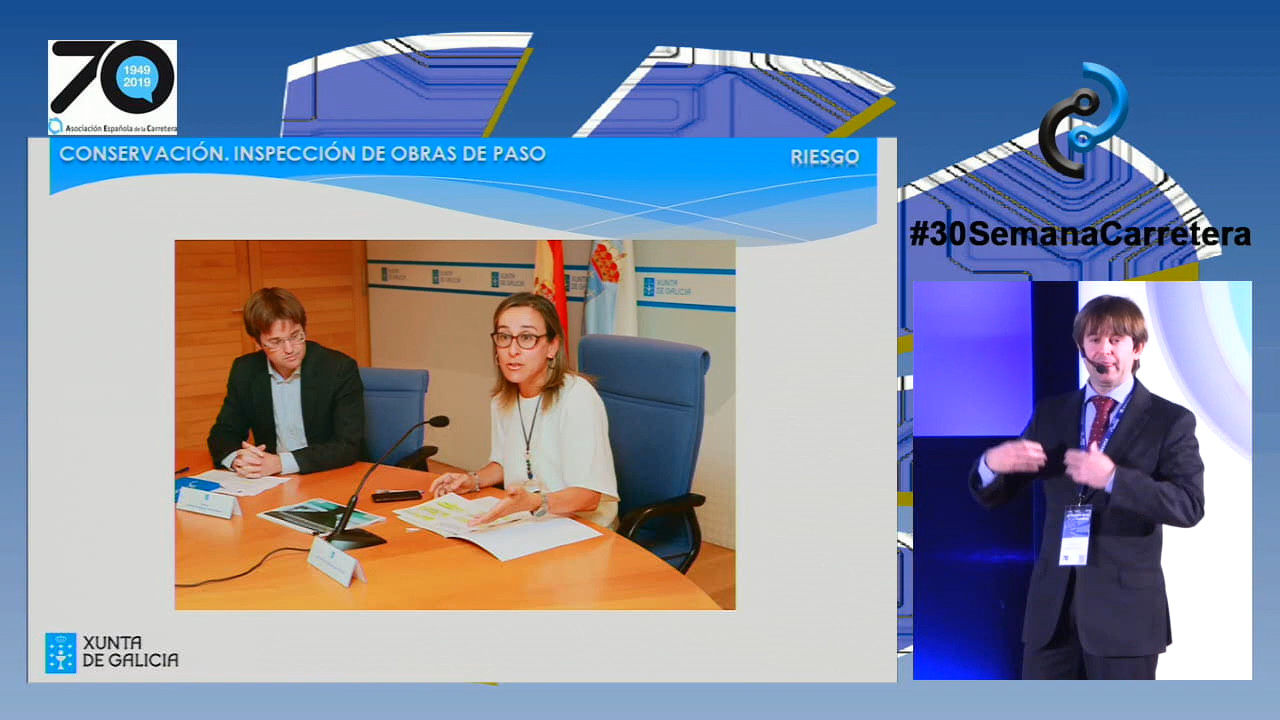 70
1949
2019
Asociación Española de la Carretera
CONSERVACIÓN. INSPECCIÓN DE OBRAS DE PASO
RIESGO
#30SemanaCarretera
XUNTA
DE GALICIA
XUNTA
DE GALICIA